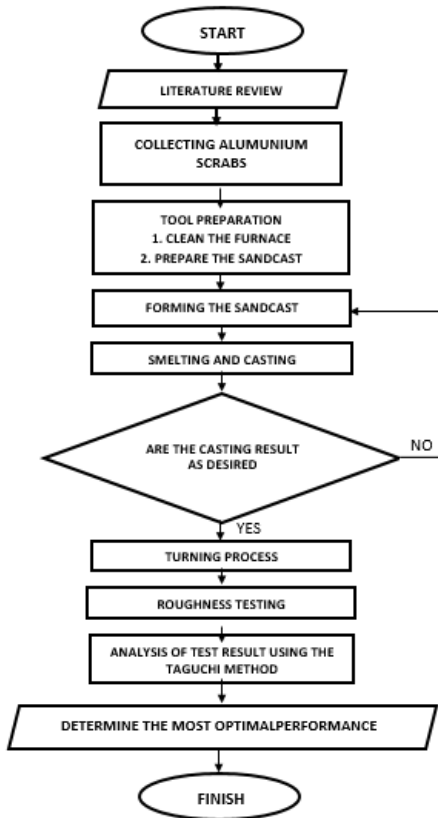 START
LITERATURE REVIEW
COLLECTING ALUMUNIUM
SCRABS
TOOL PREPARATION
1. CLEAN THE FURNACE
2. PREPARE THE SANDCAST
FORMING THE SANDCAST
SMELTING AND CASTING
ARE THE CASTING RESULT
AS DESIRED
NO
YES
TURNING PROCESS
ROUGHNESS TESTING
ANALYSIS OF TEST RESULT USING THE
TAGUCHI METHOD
DETERMINE THE MOST OPTIMALPERFORMANCE
FINISH